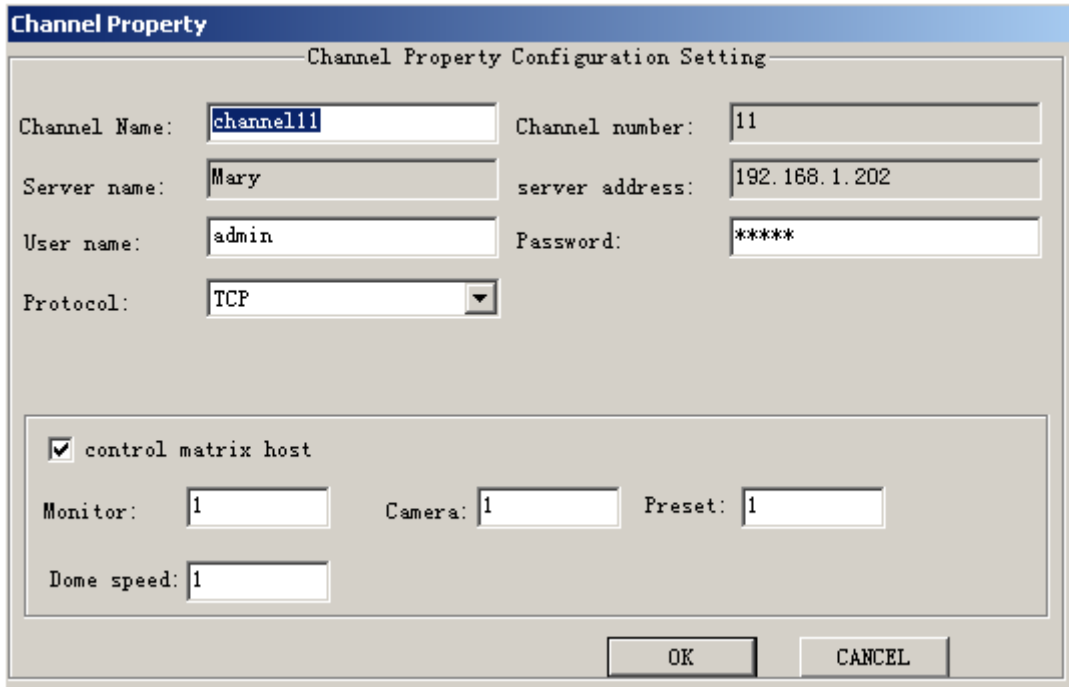 Channel Property
Channel Property Configuration Setting
Channel Name: channel11 Channel number: 11
Server name: Mary server address: 192.168.1.202
User name: admin Password: *****
Protocol: TCP
control matrix host
Monitor: 1 Camera: 1 Preset: 1
Dome speed: 1
OK CANCEL